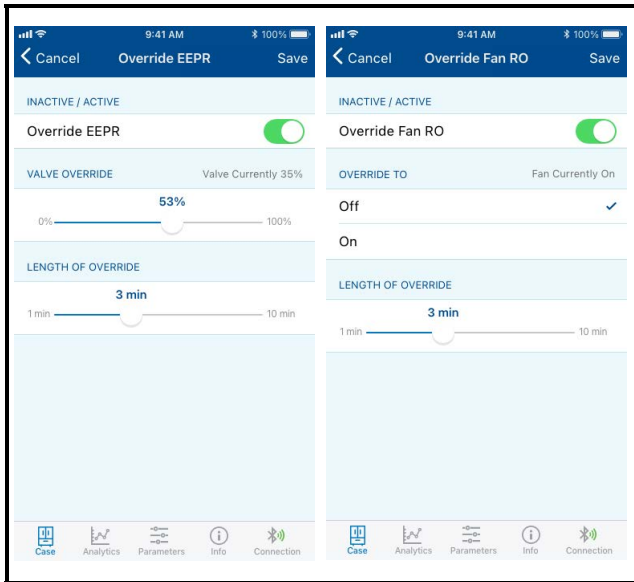 9:41 AM 100%
Cancel Override EEPR Save
INACTIVE / ACTIVE
Override EEPR
VALVE OVERRIDE Valve Currently 35%
53%
0% 100%
LENGTH OF OVERRIDE
3 min
1 min 10 min
Case Analytics Parameters Info Connection
9:41 AM 100%
Cancel Override Fan RO Save
INACTIVE / ACTIVE
Override Fan RO
OVERRIDE TO Fan Currently On
Off
On
LENGTH OF OVERRIDE
3 min
1 min 10 min
Case Analytics Parameters Info Connection